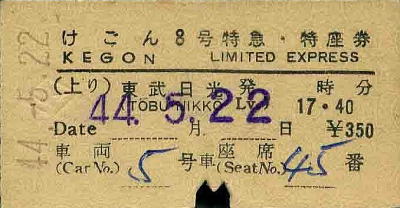 けごん8号特急・特座券
KEGON LIMITED EXPRESS
(上り) 東武日光発 時 分
TOBU-NIKKO Lv. 17・40
44.5.22
Date 月 日 ¥350
車両 5 号車 座席 45 番
(Car No.) (Seat No.)
44.-5.22